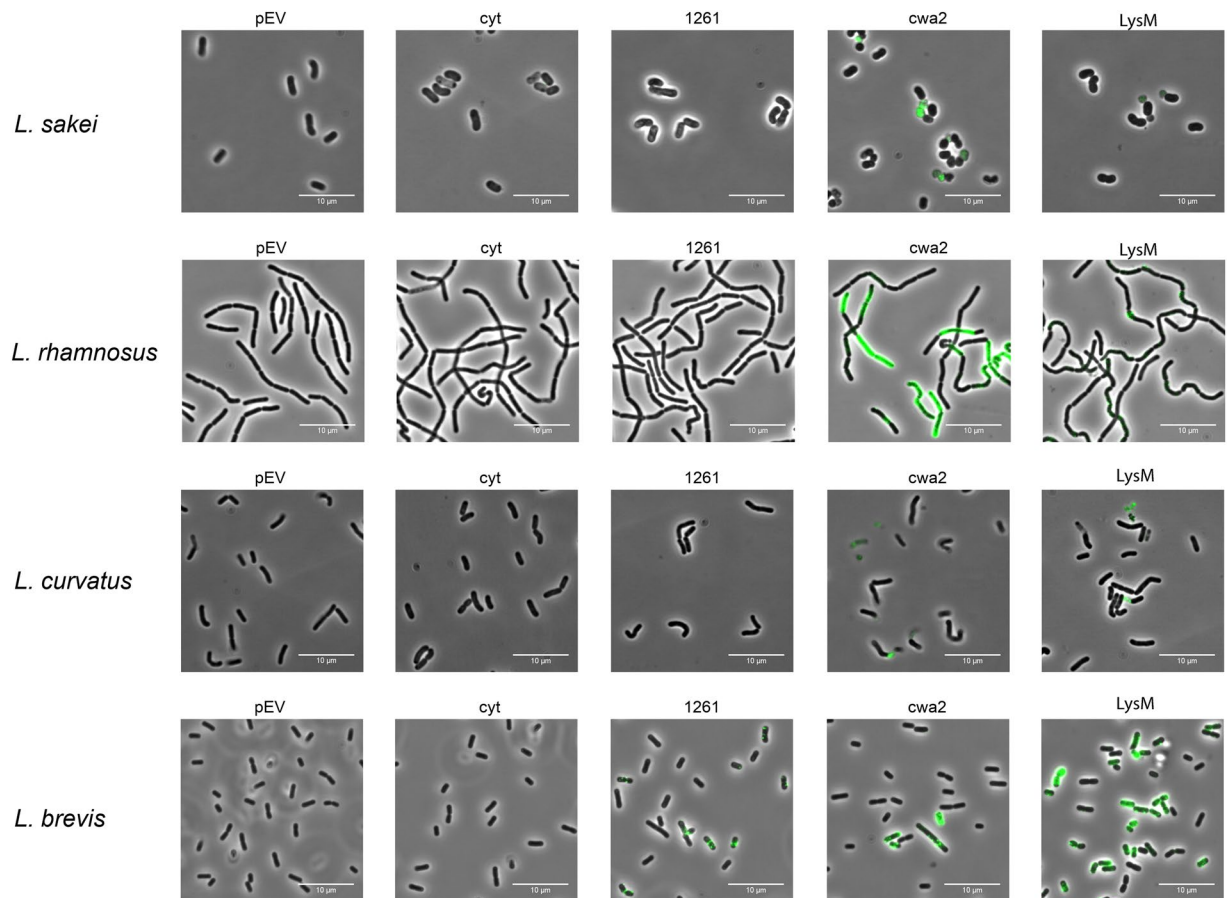 pEV cyt 1261 cwa2 LysM
L. sakei
10 µm 10 µm 10 µm 10 µm 10 µm
pEV cyt 1261 cwa2 LysM
L. rhamnosus
10 µm 10 µm 10 µm 10 µm 10 µm
pEV cyt 1261 cwa2 LysM
L. curvatus
10 µm 10 µm 10 µm 10 µm 10 µm
pEV cyt 1261 cwa2 LysM
L. brevis
10 µm 10 µm 10 µm 10 µm 10 µm